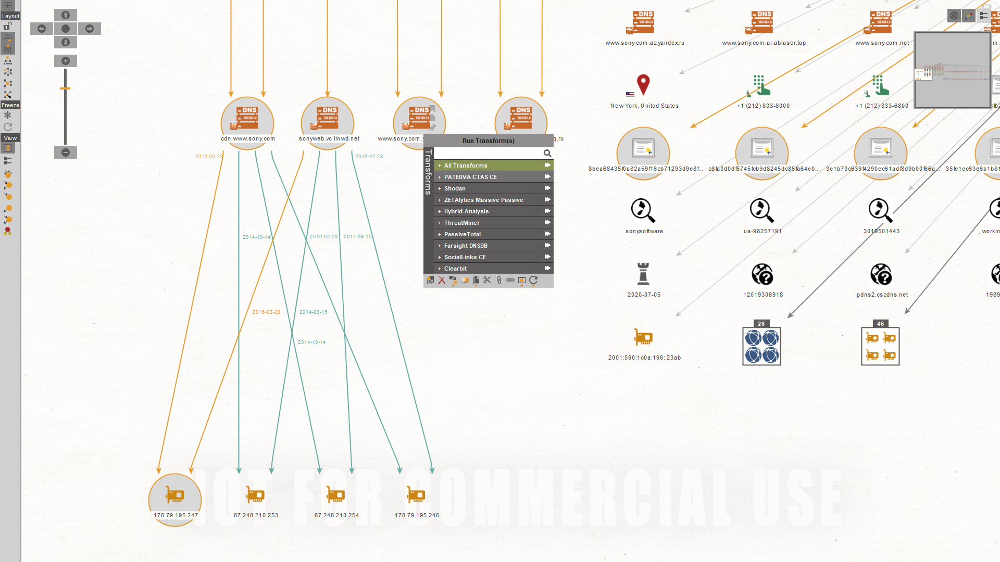 Layout
Freeze
View
97%
DNS
DNS
DNS
www.sony.com.az.yandex.ru
www.sony.com.ar.ablaser.top
www.sony.com.net
New York, United States
+1 (212) 833-8000
+1 (212) 833-6800
DNS
DNS
DNS
DNS
cdn.www.sony.com
sonyweb.vo.llnwd.net
www.sony.com.
q.ru
Run Transform(s)
Transforms
+ All Transforms
+ PATERVA CTAS CE
+ Shodan
+ ZETAlytics Massive Passive
+ Hybrid-Analysis
+ ThreatMiner
+ PassiveTotal
+ Farsight DNSDB
+ SocialLinks CE
+ Clearbit
2016-02-28
2016-02-28
2014-10-14
2016-02-28
2014-09-15
2016-02-28
2014-09-15
2014-10-14
8bea68435f0a82a59f16cb71293d9e8f...
c8fa3d0df5745fcb9d8245dc85fa64e0...
3e1b73c639f4290ec61adf8d9b00f66a...
35fe1ec63e6b1b81
sonysoftware
ua-98257191
3019501443
_workin
2020-07-05
12019306918
pdns2.cscdns.net
1989
26
46
2001:590:1c0a:196::23ab
178.79.195.247
87.248.210.253
87.248.210.254
178.79.195.246
NOT FOR COMMERCIAL USE